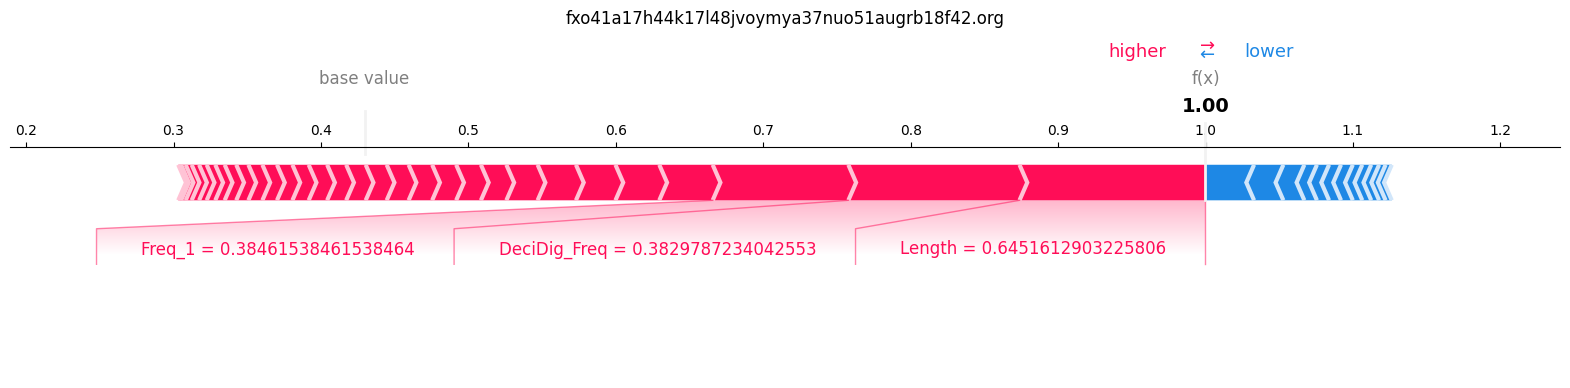 fxo41a17h44k17l48jvoymya37nuo51augrb18f42.org
higher ⇄ lower
base value f(x)
1.00
0.2 0.3 0.4 0.5 0.6 0.7 0.8 0.9 1.0 1.1 1.2
Freq_1 = 0.38461538461538464 DeciDig_Freq = 0.3829787234042553 Length = 0.6451612903225806